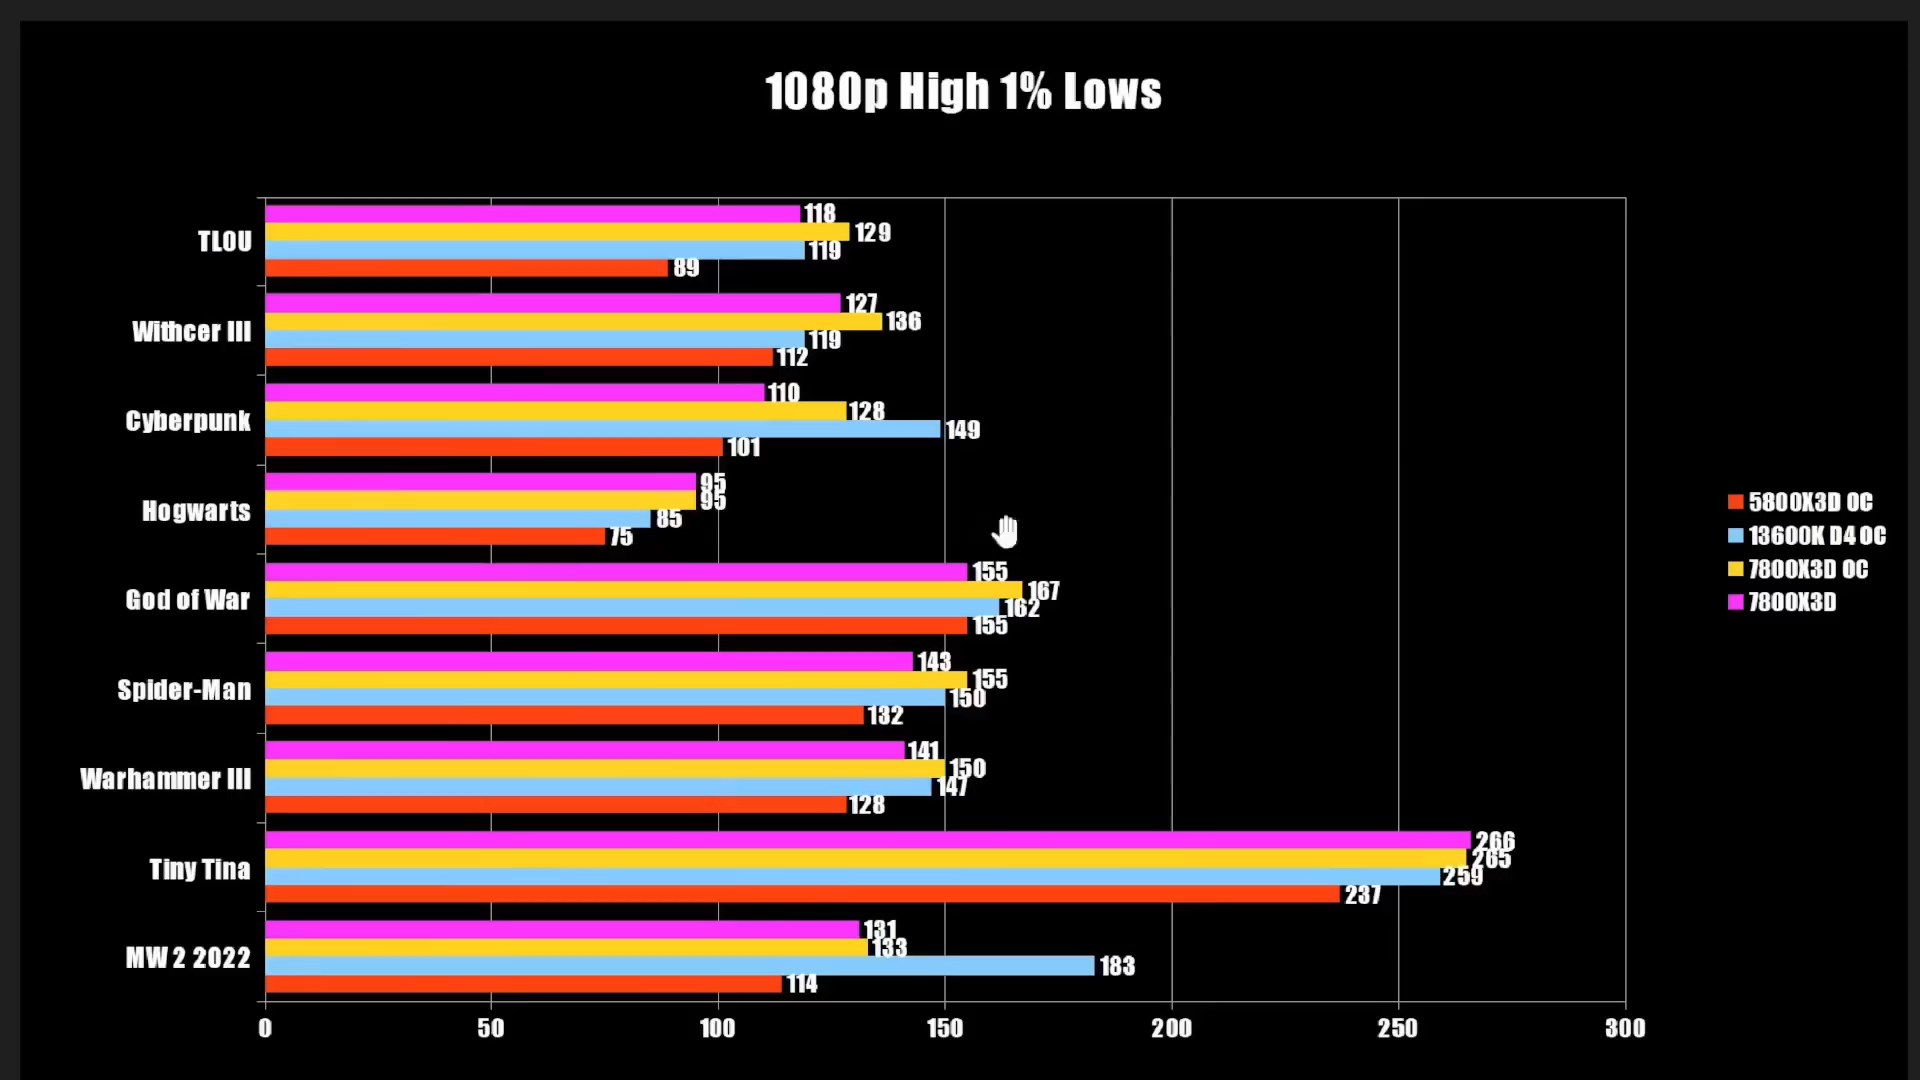 1080p High 1% Lows
TLOU
118
129
119
89
Withcer III
127
136
119
112
Cyberpunk
110
128
149
101
Hogwarts
95
95
85
75
God of War
155
167
162
155
Spider-Man
143
155
150
132
Warhammer III
141
150
147
128
Tiny Tina
266
265
259
237
MW 2 2022
131
133
183
114
0 50 100 150 200 250 300
5800X3D OC
13600K D4 OC
7800X3D OC
7800X3D